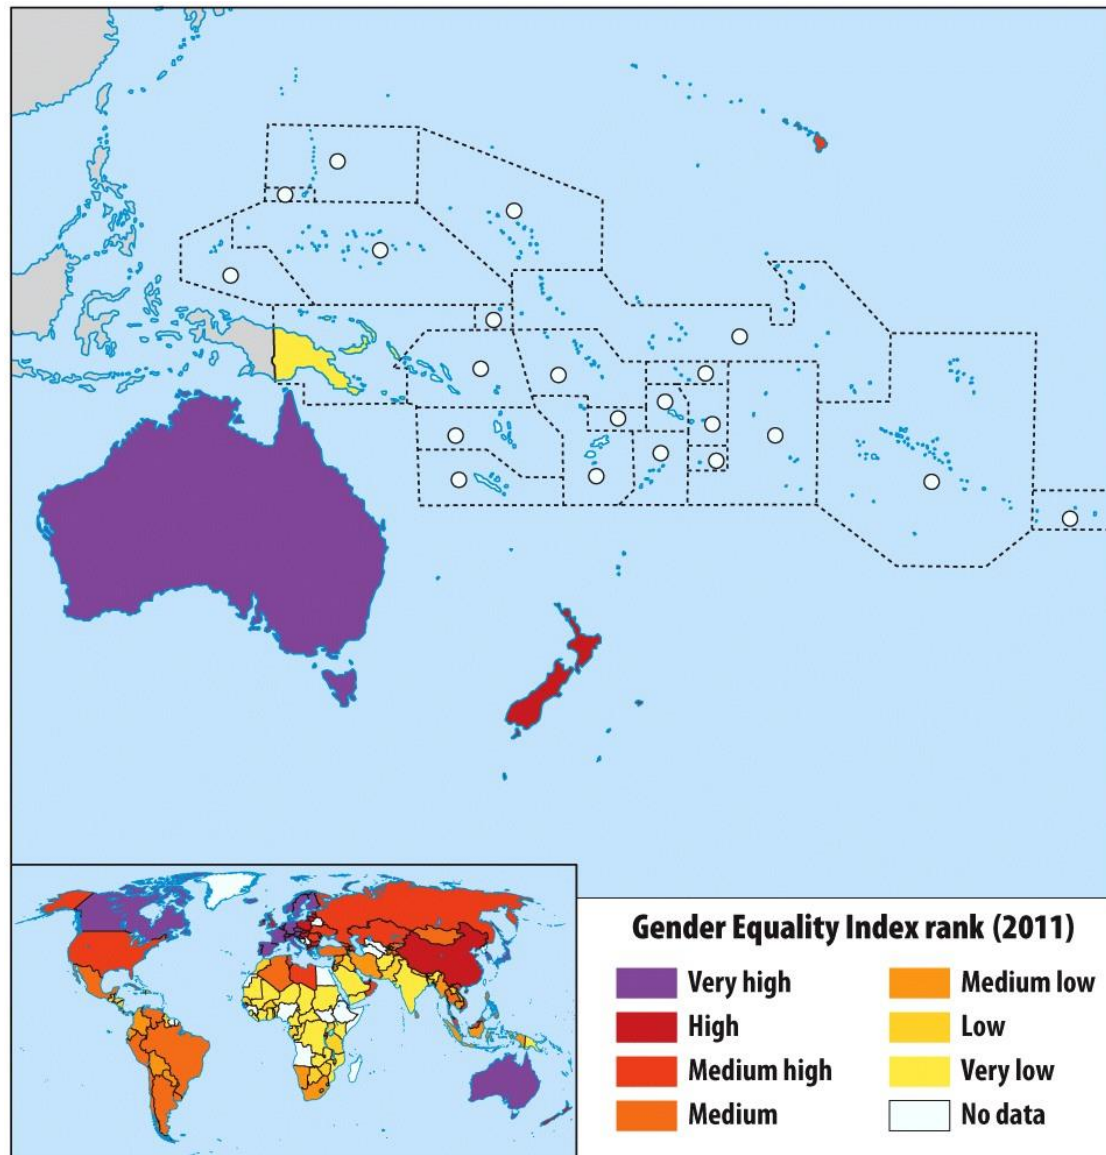 Gender Equality Index rank (2011)
Very high
High
Medium high
Medium
Medium low
Low
Very low
No data